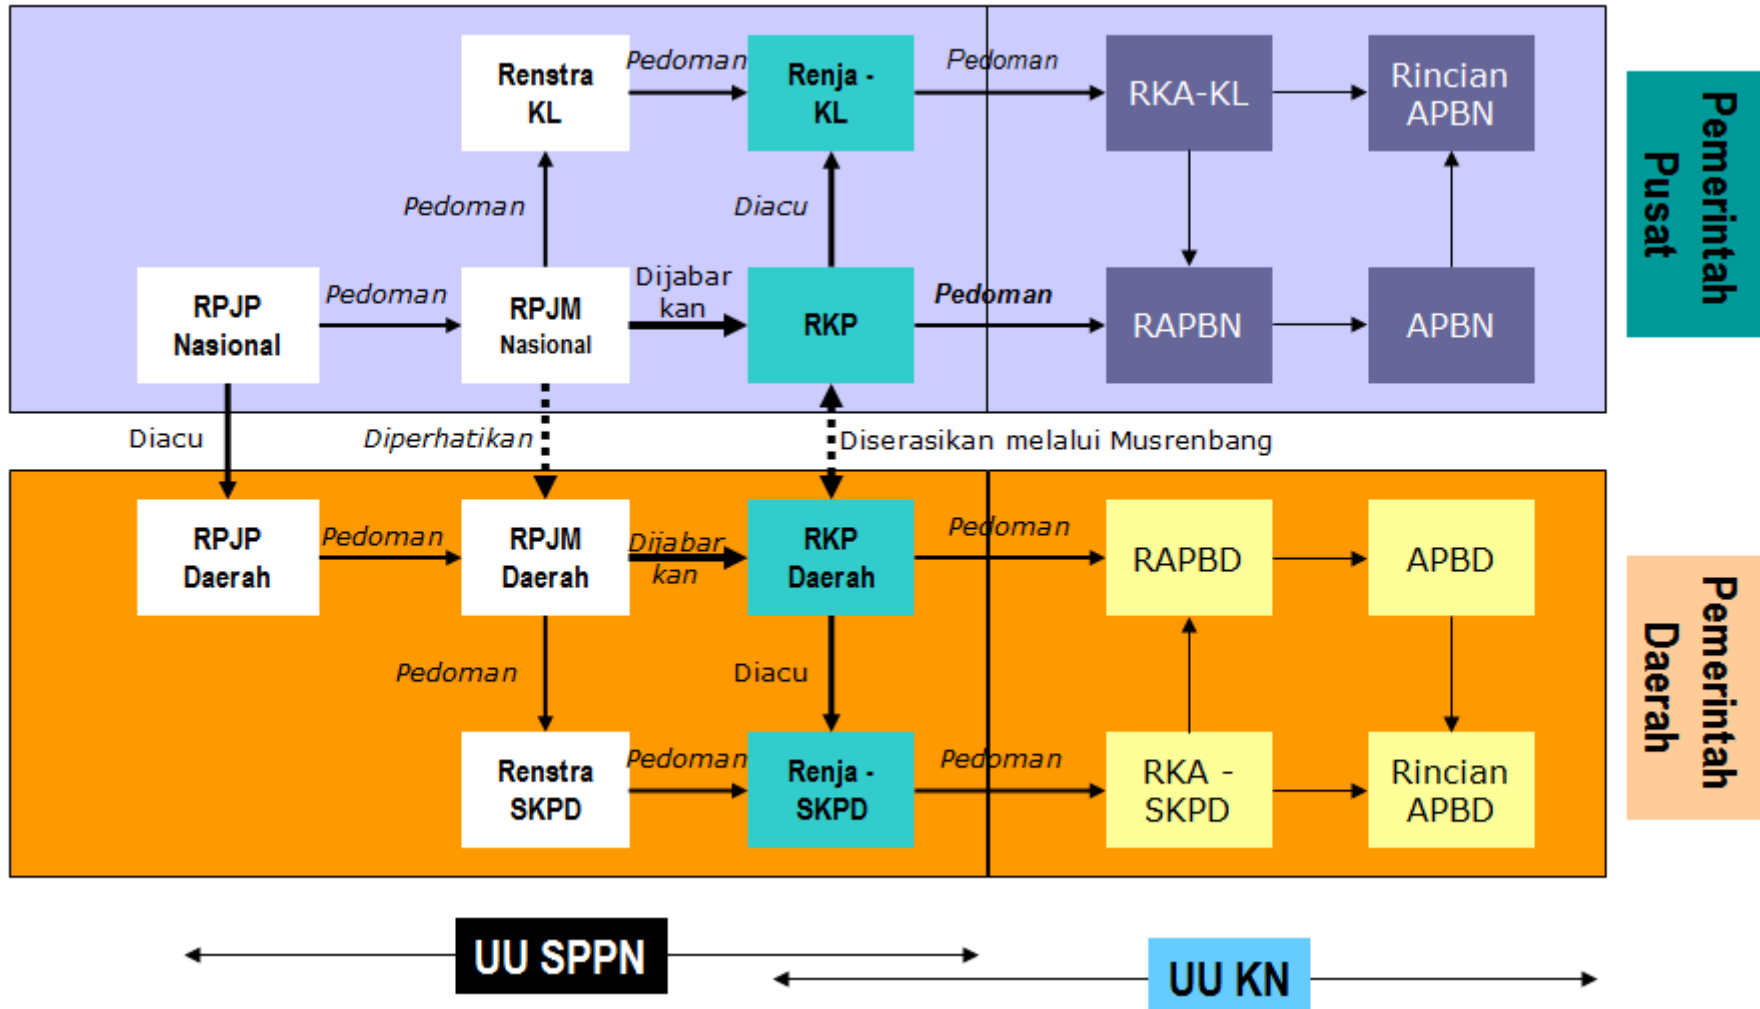 Renstra
KL
Pedoman
Renja -
KL
Pedoman
RKA-KL
Rincian
APBN
Pedoman
Diacu
RPJP
Nasional
Pedoman
RPJM
Nasional
Dijabar
kan
RKP
Pedoman
RAPBN
APBN
Pemerintah
Pusat
Diacu
Diperhatikan
Diserasikan melalui Musrenbang
RPJP
Daerah
Pedoman
RPJM
Daerah
Dijabar
kan
RKP
Daerah
Pedoman
RAPBD
APBD
Pedoman
Diacu
Renstra
SKPD
Pedoman
Renja -
SKPD
Pedoman
RKA -
SKPD
Rincian
APBD
Pemerintah
Daerah
UU SPPN
UU KN